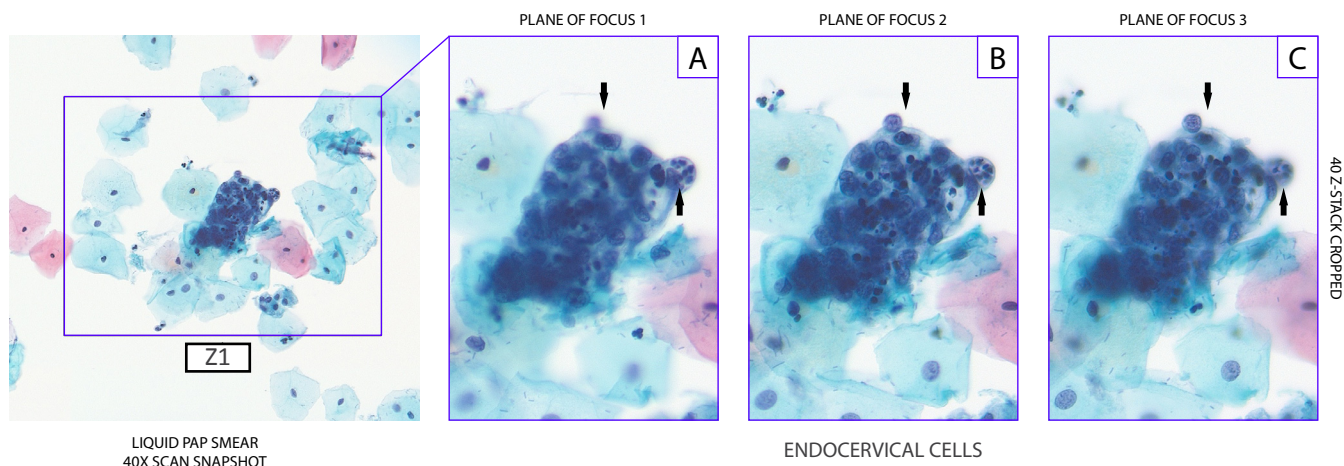 PLANE OF FOCUS 1
PLANE OF FOCUS 2
PLANE OF FOCUS 3
A
B
C
Z1
40 Z-STACK CROPPED
LIQUID PAP SMEAR
40X SCAN SNAPSHOT
ENDOCERVICAL CELLS